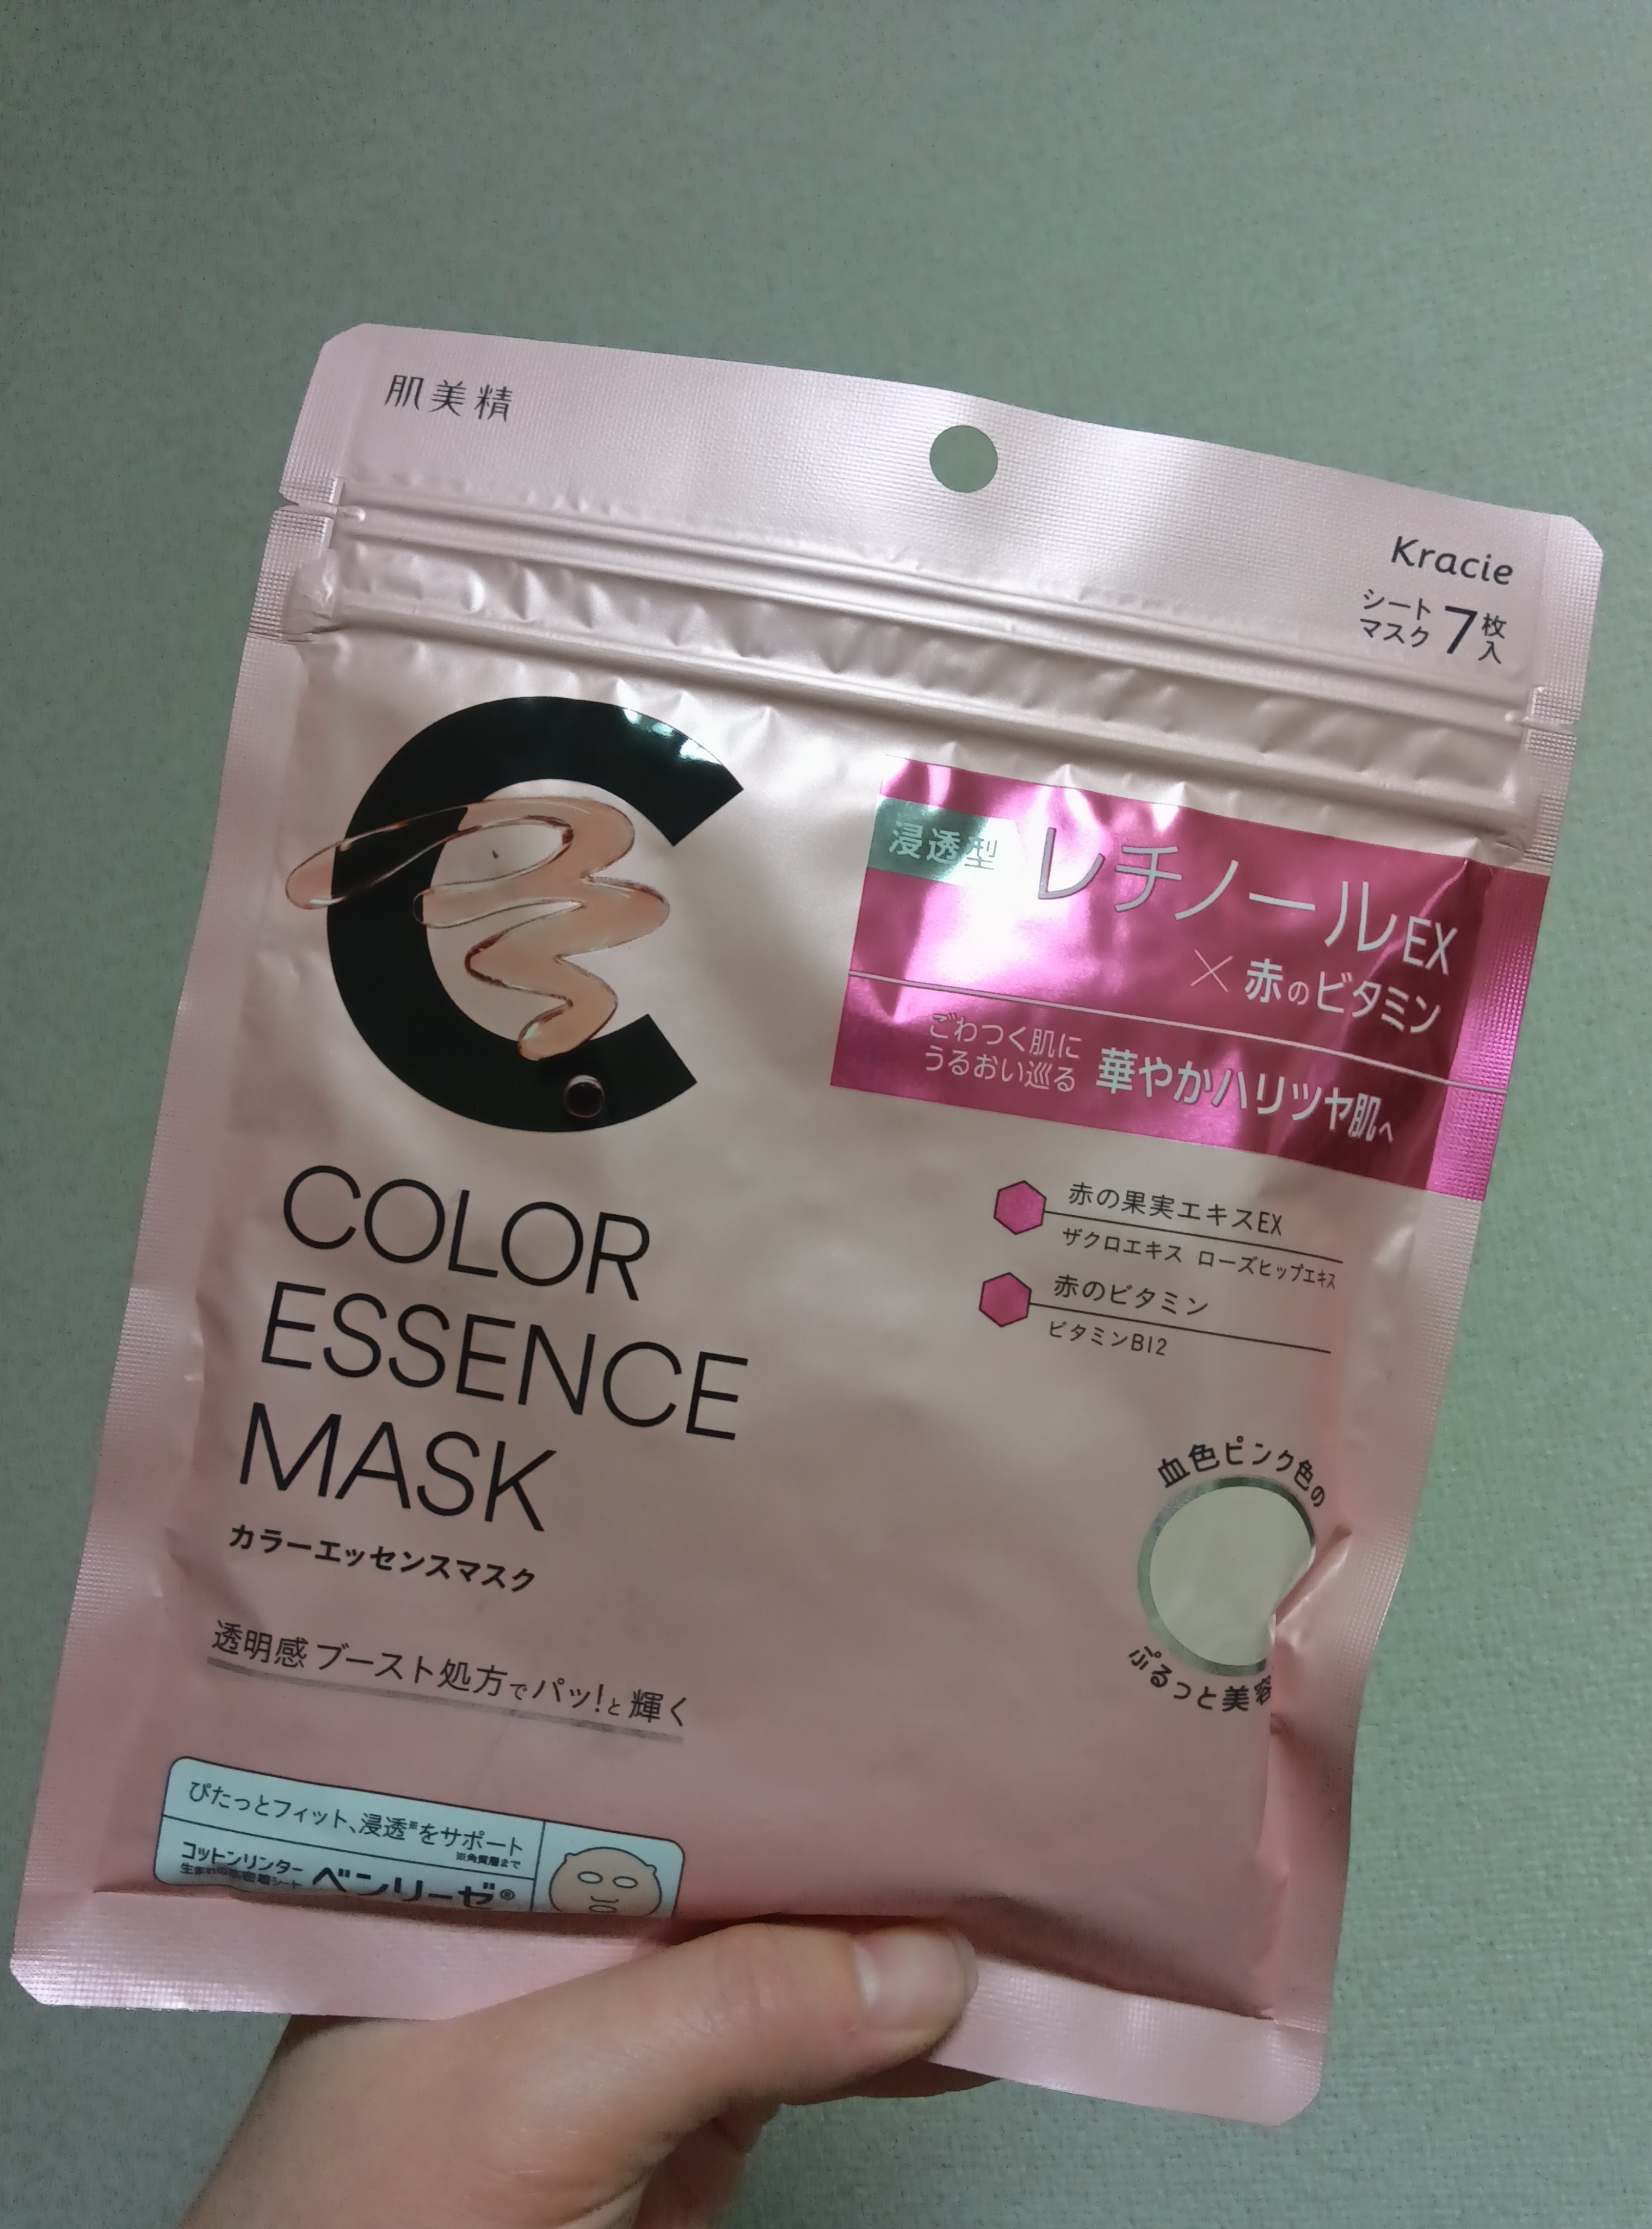 肌美精
Kracie
シート
マスク
7枚入
浸透型
レチノールEX
×赤のビタミン
ごわつく肌に
うるおい巡る
華やかハリツヤ肌へ
赤の果実エキスEX
ザクロエキス ローズヒップエキス
赤のビタミン
ビタミンB12
COLOR
ESSENCE
MASK
カラーエッセンスマスク
透明感 ブースト処方でパッ!と輝く
血色ピンク色の
ぷるっと美容
ぴたっとフィット、浸透※をサポート
※角質層まで
コットンリンター
ベンリーゼ®